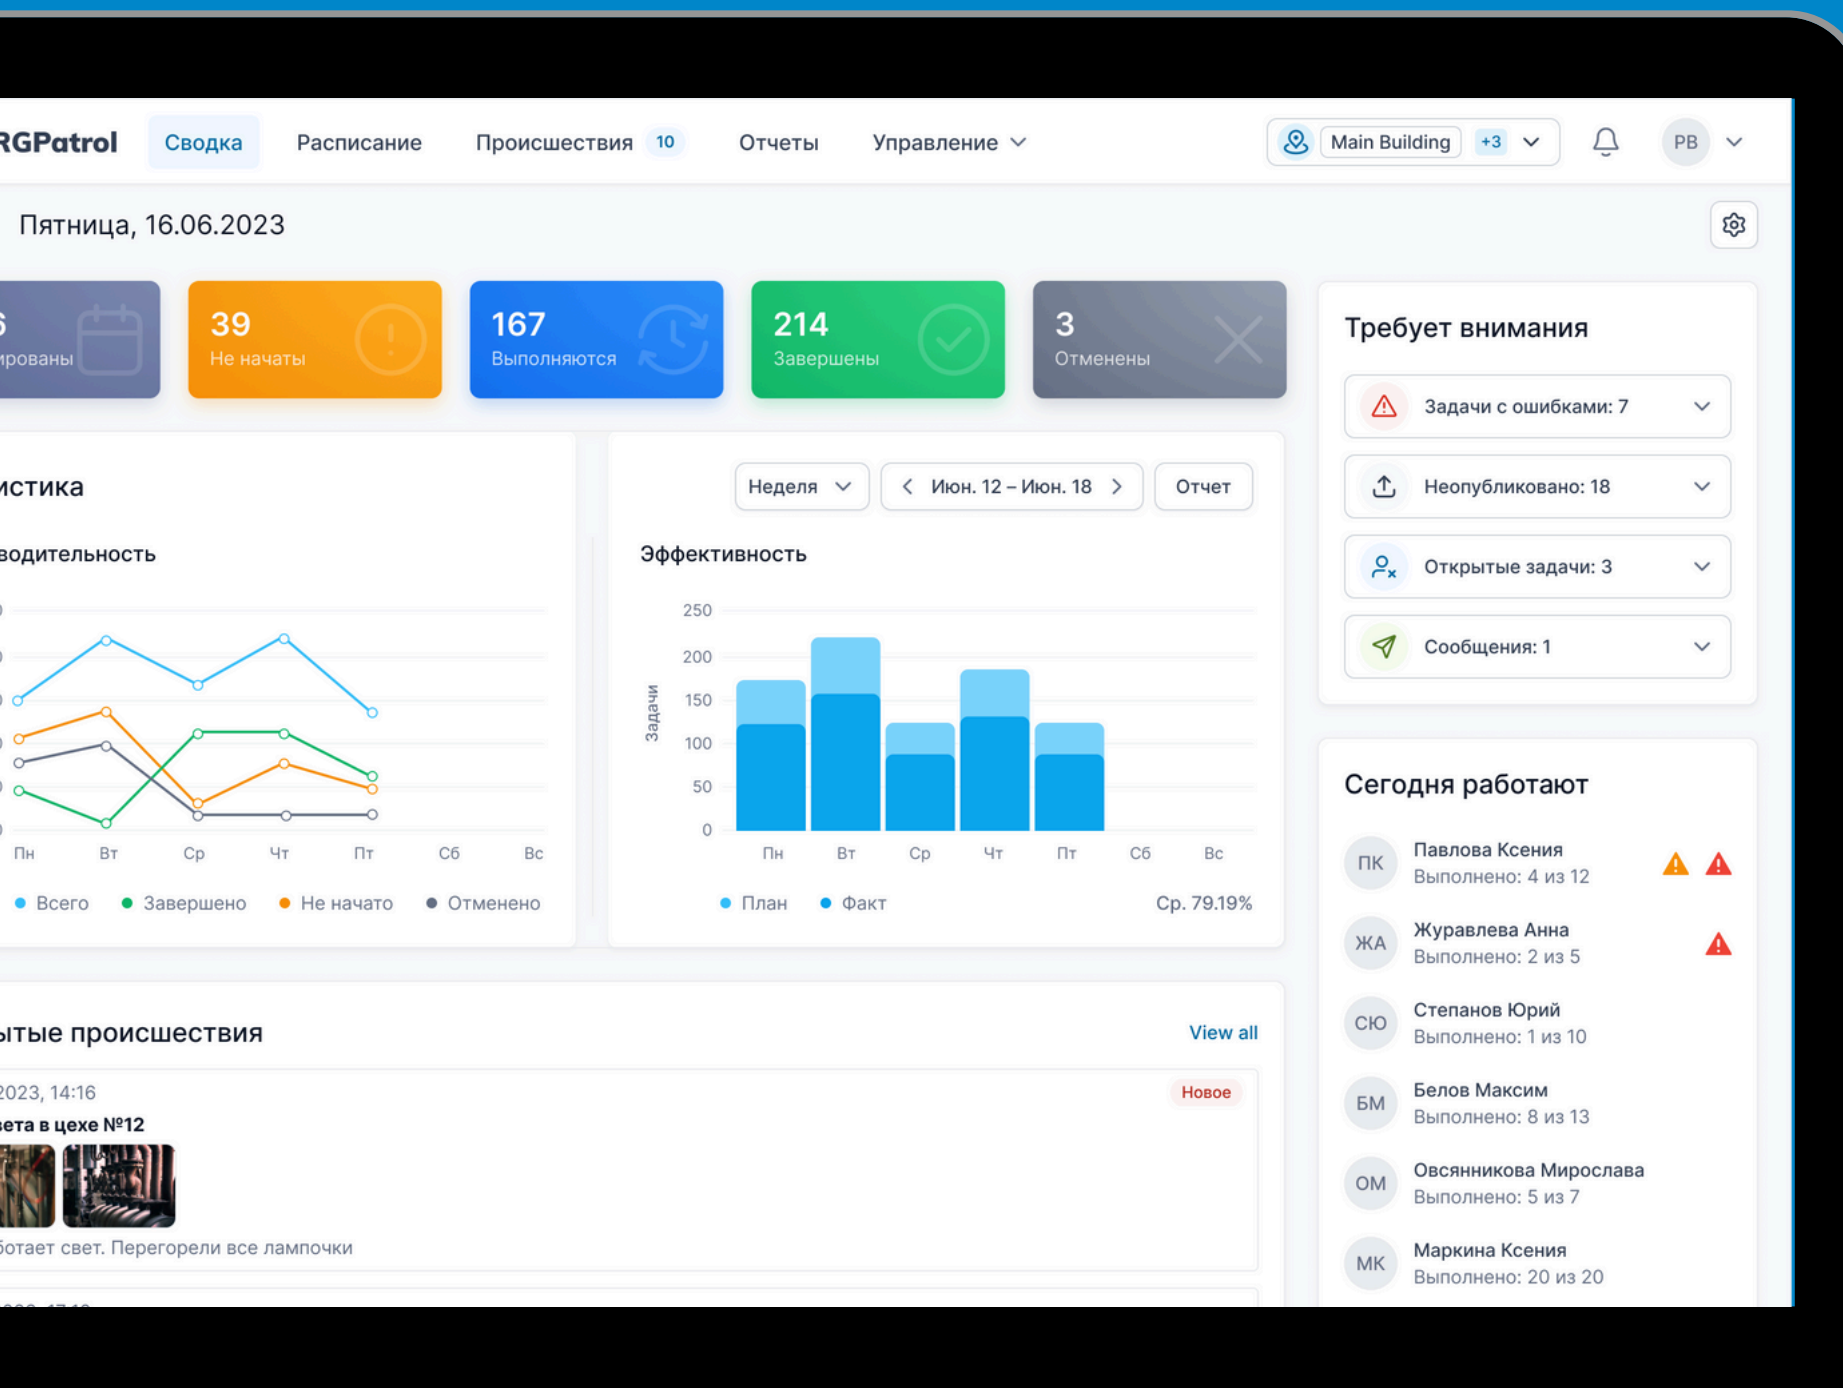 RGPatrol Сводка Расписание Происшествия 10 Отчеты Управление Main Building +3 РВ
Пятница, 16.06.2023
39
Не начаты
167
Выполняются
214
Завершены
3
Отменены
Требует внимания
Задачи с ошибками: 7
Неопубликовано: 18
Открытые задачи: 3
Сообщения: 1
истика
Неделя Июн. 12 – Июн. 18 Отчет
водительность
Пн Вт Ср Чт Пт Сб Вс
Всего Завершено Не начато Отменено
Эффективность
Задачи
250
200
150
100
50
0
Пн Вт Ср Чт Пт Сб Вс
План Факт Ср. 79.19%
Сегодня работают
ПК Павлова Ксения
Выполнено: 4 из 12
ЖА Журавлева Анна
Выполнено: 2 из 5
СЮ Степанов Юрий
Выполнено: 1 из 10
БМ Белов Максим
Выполнено: 8 из 13
ОМ Овсянникова Мирослава
Выполнено: 5 из 7
МК Маркина Ксения
Выполнено: 20 из 20
ытые происшествия View all
2023, 14:16 Новое
вета в цехе №12
ботает свет. Перегорели все лампочки